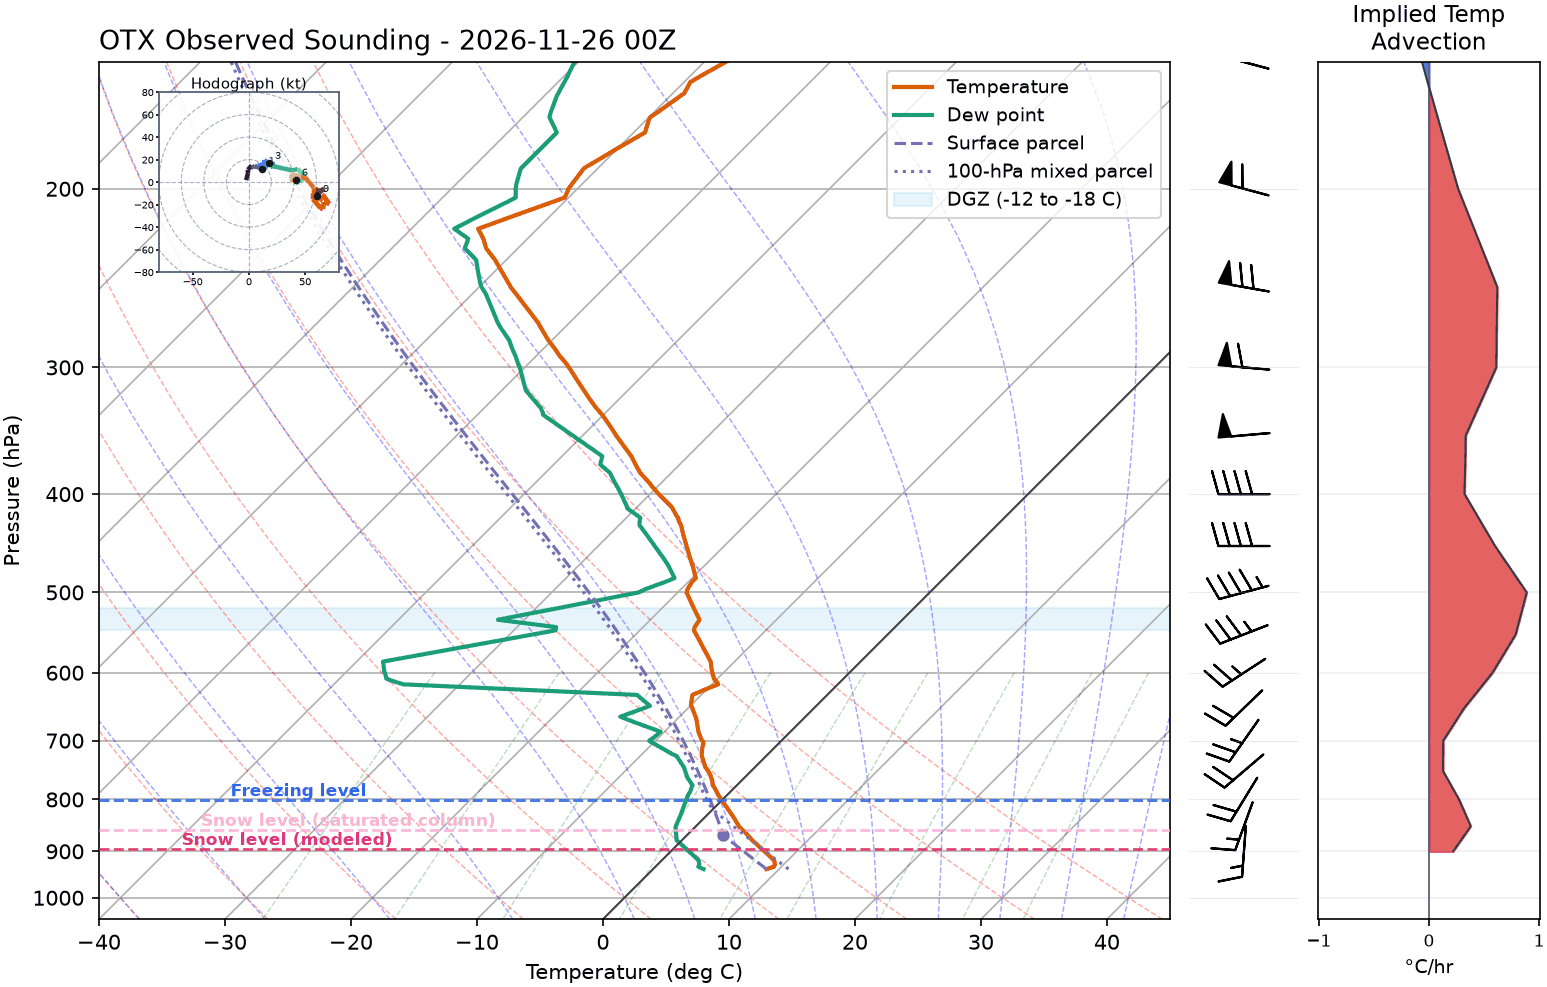 OTX Observed Sounding - 2026-11-26 00Z
Implied Temp
Advection
Hodograph (kt)
80
60
40
20
0
−20
−40
−60
−80
−50
0
50
3
6
9
Temperature
Dew point
Surface parcel
100-hPa mixed parcel
DGZ (-12 to -18 C)
200
300
400
500
600
700
800
900
1000
Pressure (hPa)
Freezing level
Snow level (saturated column)
Snow level (modeled)
−40
−30
−20
−10
0
10
20
30
40
Temperature (deg C)
−1
0
1
°C/hr